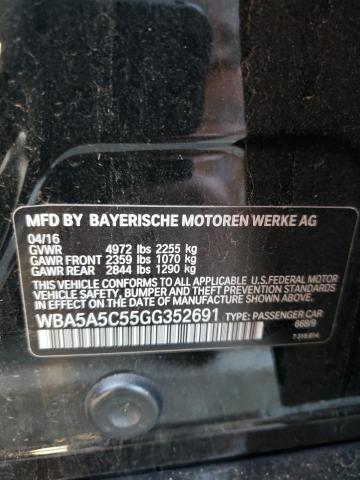 MFD BY BAYERISCHE MOTOREN WERKE AG
04/16
GVWR 4972 lbs 2255 kg
GAWR FRONT 2359 lbs 1070 kg
GAWR REAR 2844 lbs 1290 kg
THIS VEHICLE CONFORMS TO ALL APPLICABLE U.S.FEDERAL MOTOR
VEHICLE SAFETY, BUMPER AND THEFT PREVENTION STANDARDS
IN EFFECT ON THE DATE OF MANUFACTURE SHOWN ABOVE.
WBA5A5C55GG352691 TYPE: PASSENGER CAR
668/9